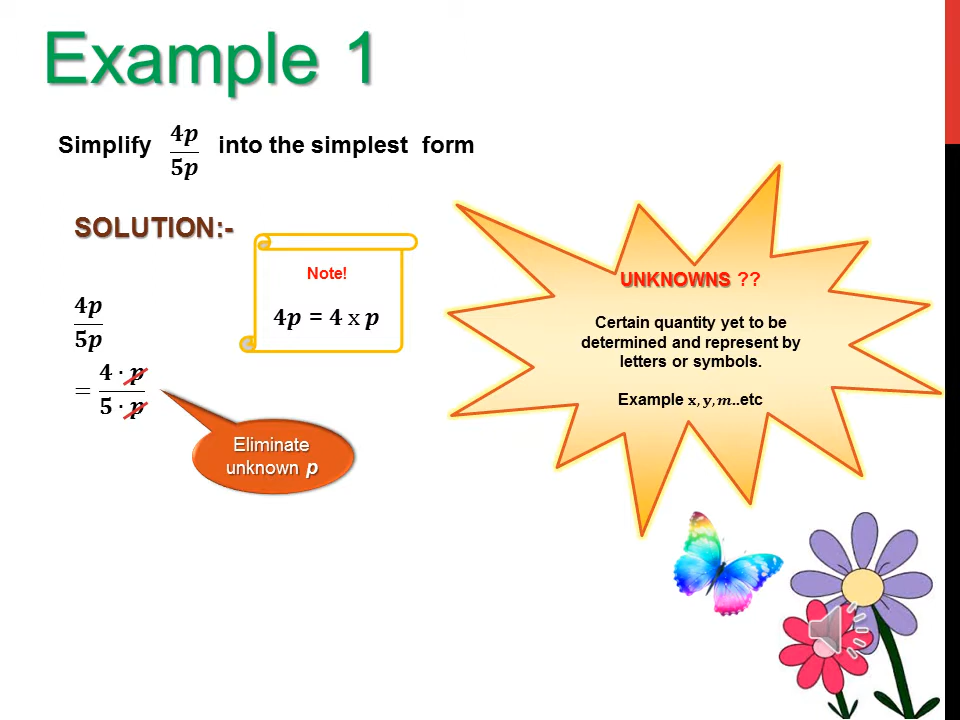 Example 1
Simplify 4p/5p into the simplest form
SOLUTION:-
4p/5p
= 4 · p/5 · p
Note!
4p = 4 x p
Eliminate
unknown p
UNKNOWNS ??
Certain quantity yet to be
determined and represent by
letters or symbols.
Example x, y, m..etc